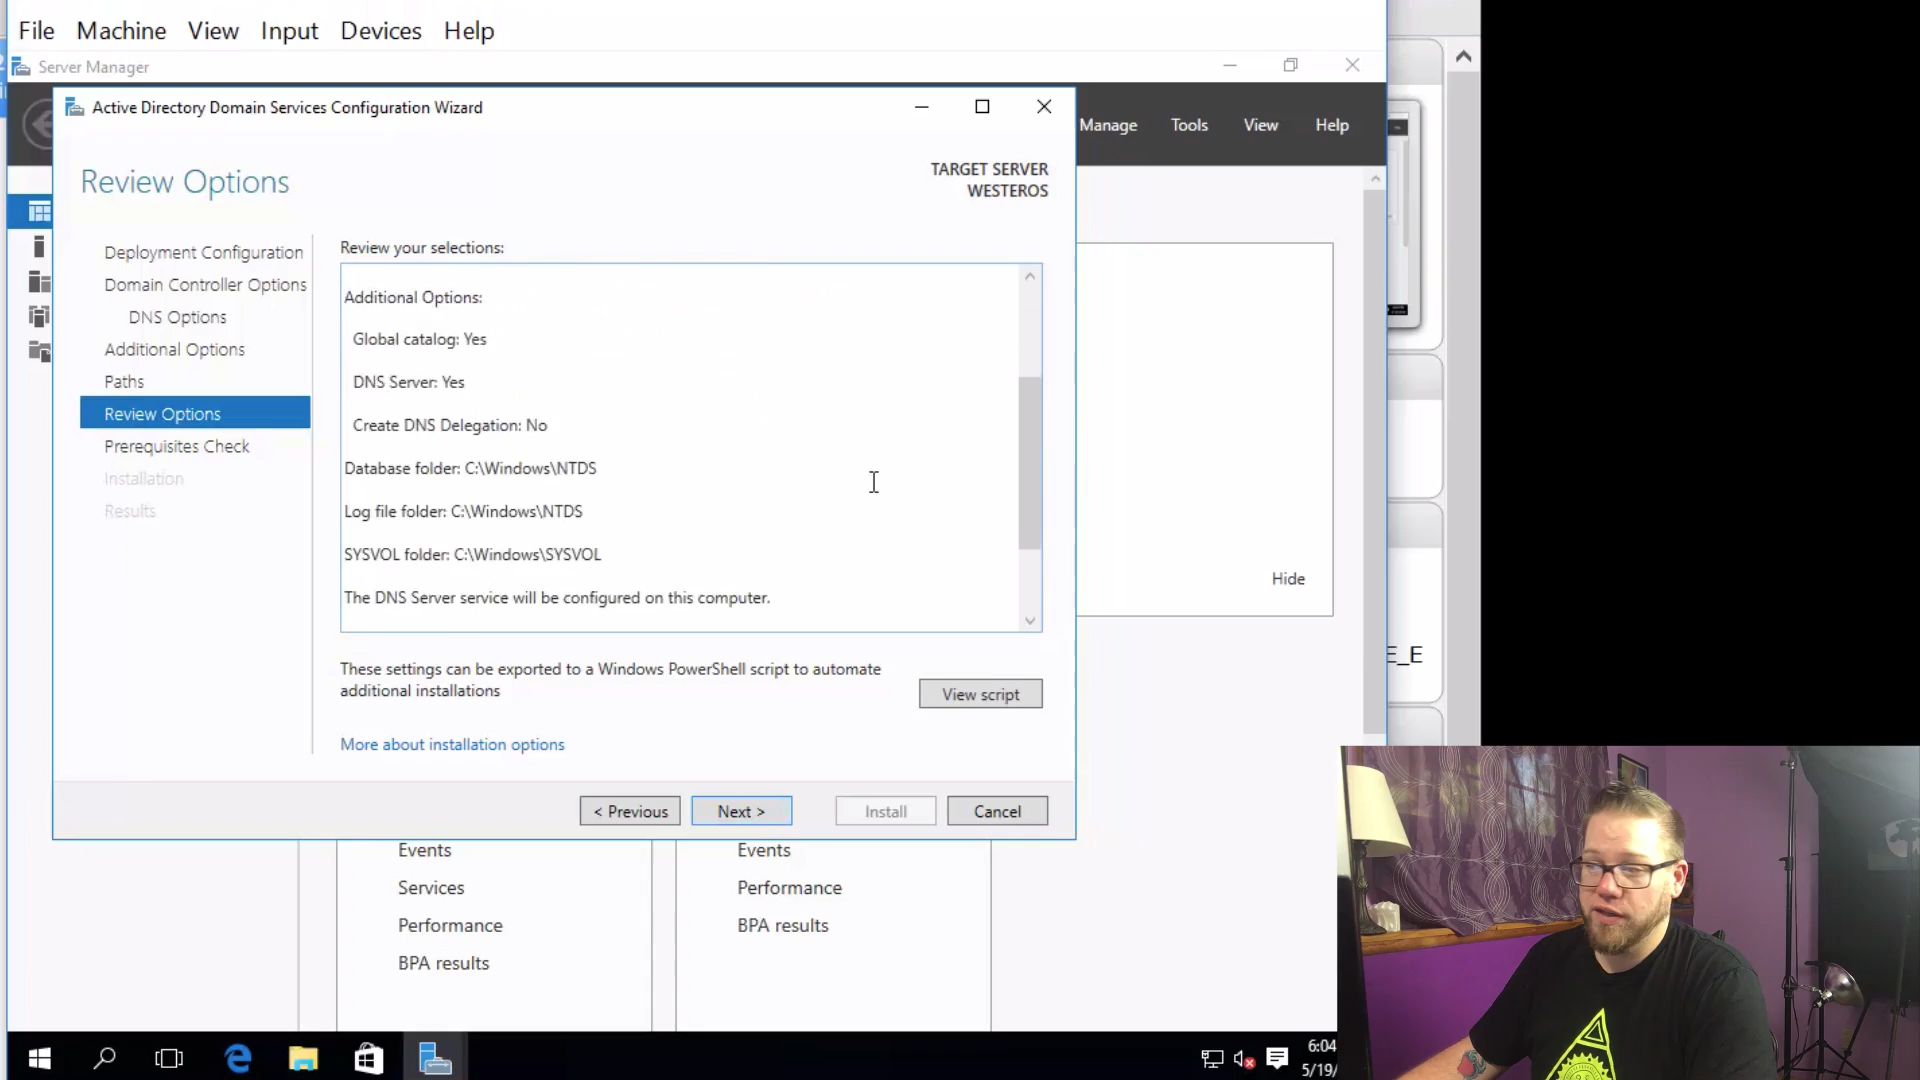 File Machine View Input Devices Help
Server Manager
Active Directory Domain Services Configuration Wizard
Manage Tools View Help
Review Options
TARGET SERVER
WESTEROS
Deployment Configuration
Domain Controller Options
DNS Options
Additional Options
Paths
Review Options
Prerequisites Check
Installation
Results
Review your selections:
Additional Options:
Global catalog: Yes
DNS Server: Yes
Create DNS Delegation: No
Database folder: C:\Windows\NTDS
Log file folder: C:\Windows\NTDS
SYSVOL folder: C:\Windows\SYSVOL
The DNS Server service will be configured on this computer.
These settings can be exported to a Windows PowerShell script to automate
additional installations
View script
More about installation options
< Previous Next > Install Cancel
Hide
E_E
Events
Services
Performance
BPA results
Events
Performance
BPA results
6:04
5/19/